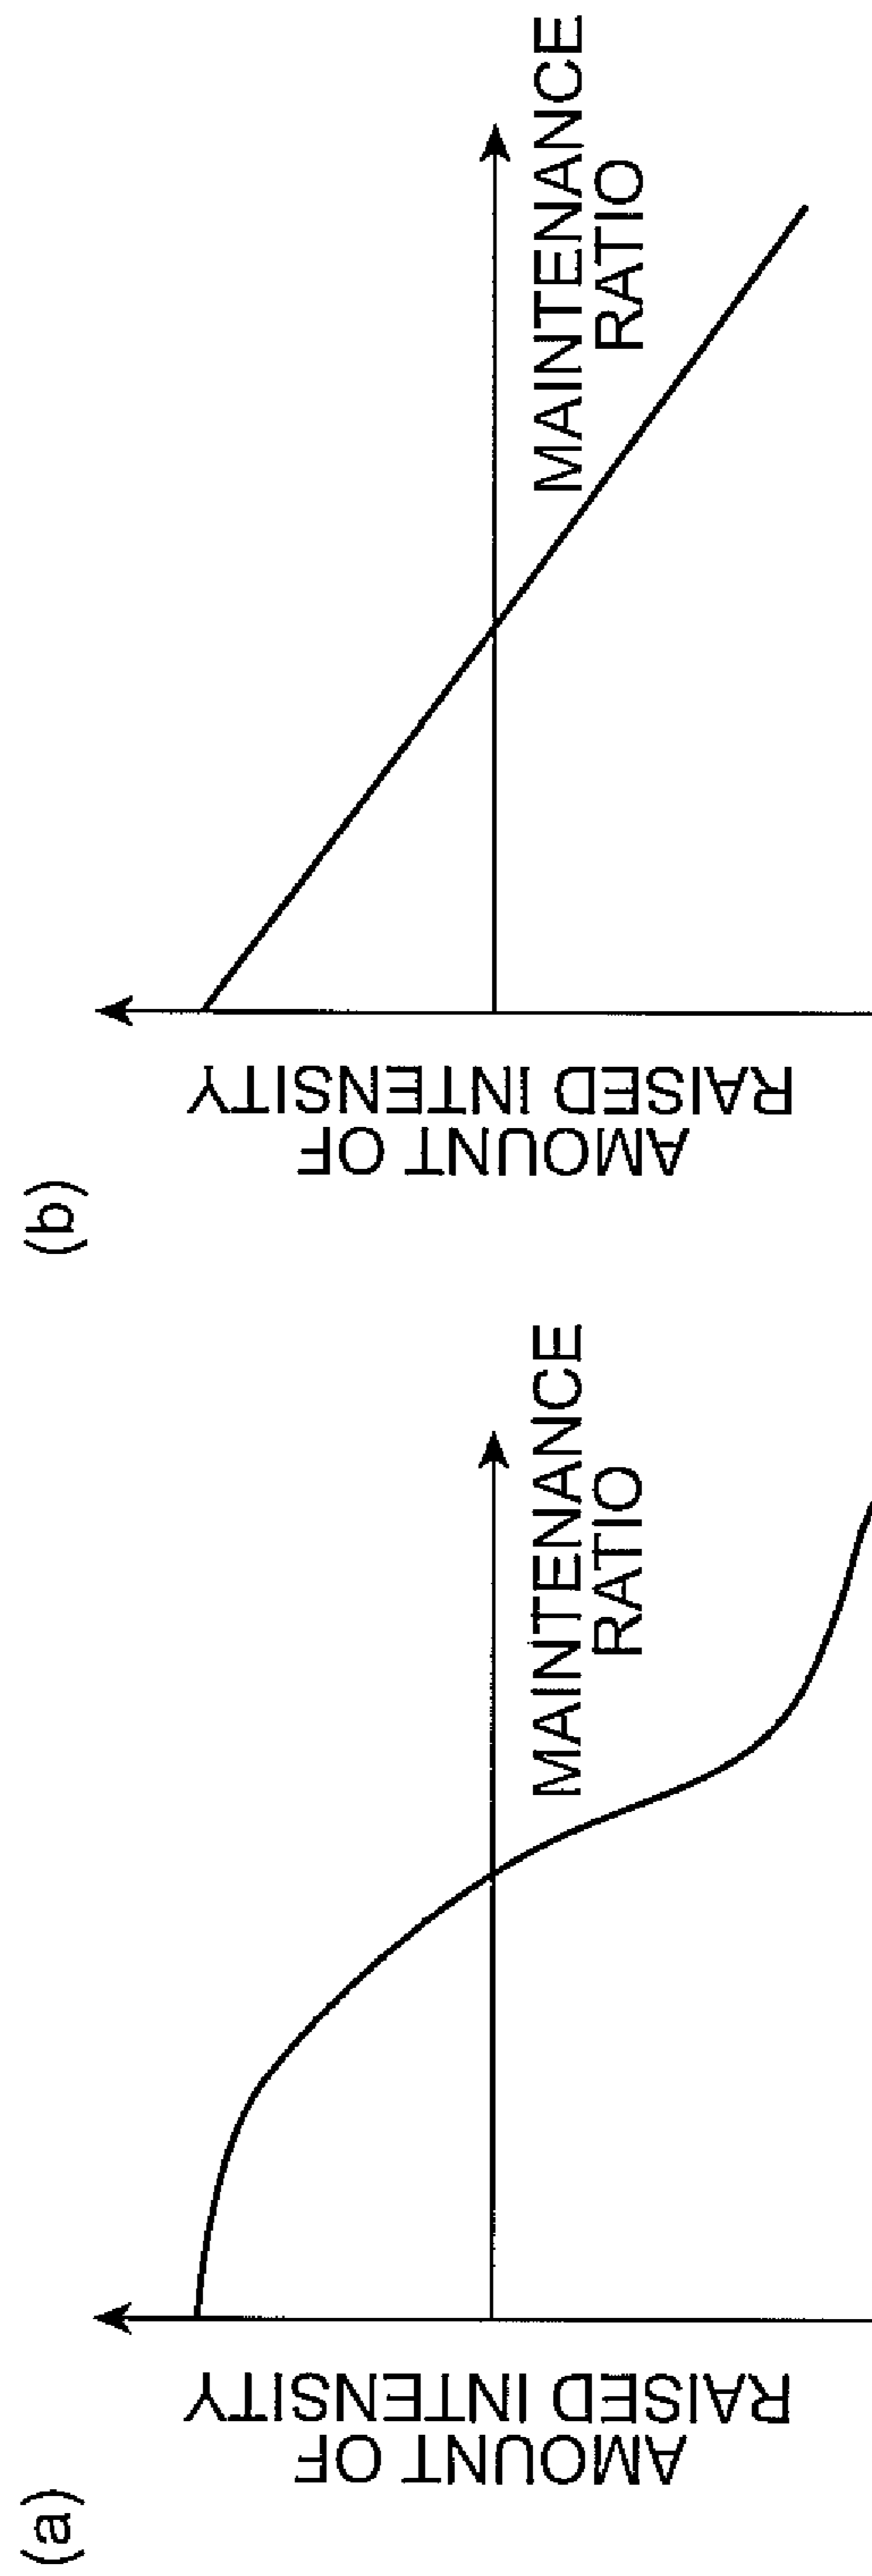 (a)
AMOUNT OF
RAISED INTENSITY
MAINTENANCE
RATIO
(b)
AMOUNT OF
RAISED INTENSITY
MAINTENANCE
RATIO